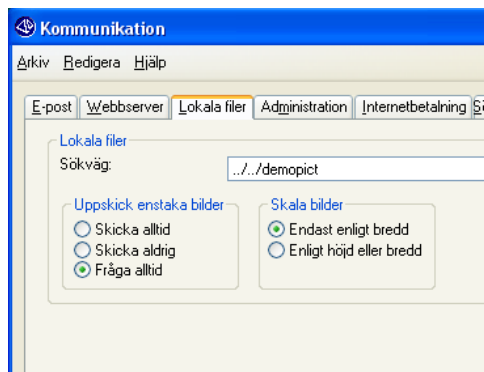 Kommunikation
Arkiv Redigera Hjälp
E-post Webbserver Lokala filer Administration Internetbetalning
Lokala filer
Sökväg: ../../demopict
Uppskick enstaka bilder Skala bilder
Skicka alltid Endast enligt bredd
Skicka aldrig Enligt höjd eller bredd
Fråga alltid